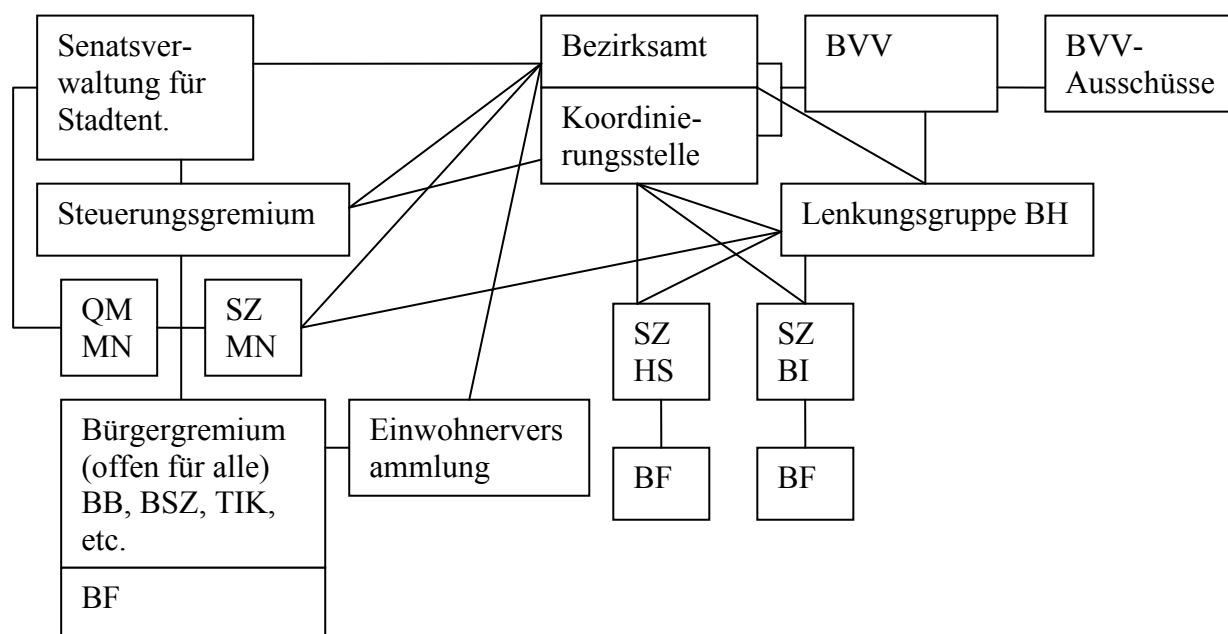 Senatsver-
waltung für
Stadtent.
Bezirksamt
Koordinie-
rungsstelle
BVV
BVV-
Ausschüsse
Steuerungsgremium
Lenkungsgruppe BH
QM
MN
SZ
MN
SZ
HS
SZ
BI
Bürgergremium
(offen für alle)
BB, BSZ, TIK,
etc.
BF
Einwohnervers
ammlung
BF
BF